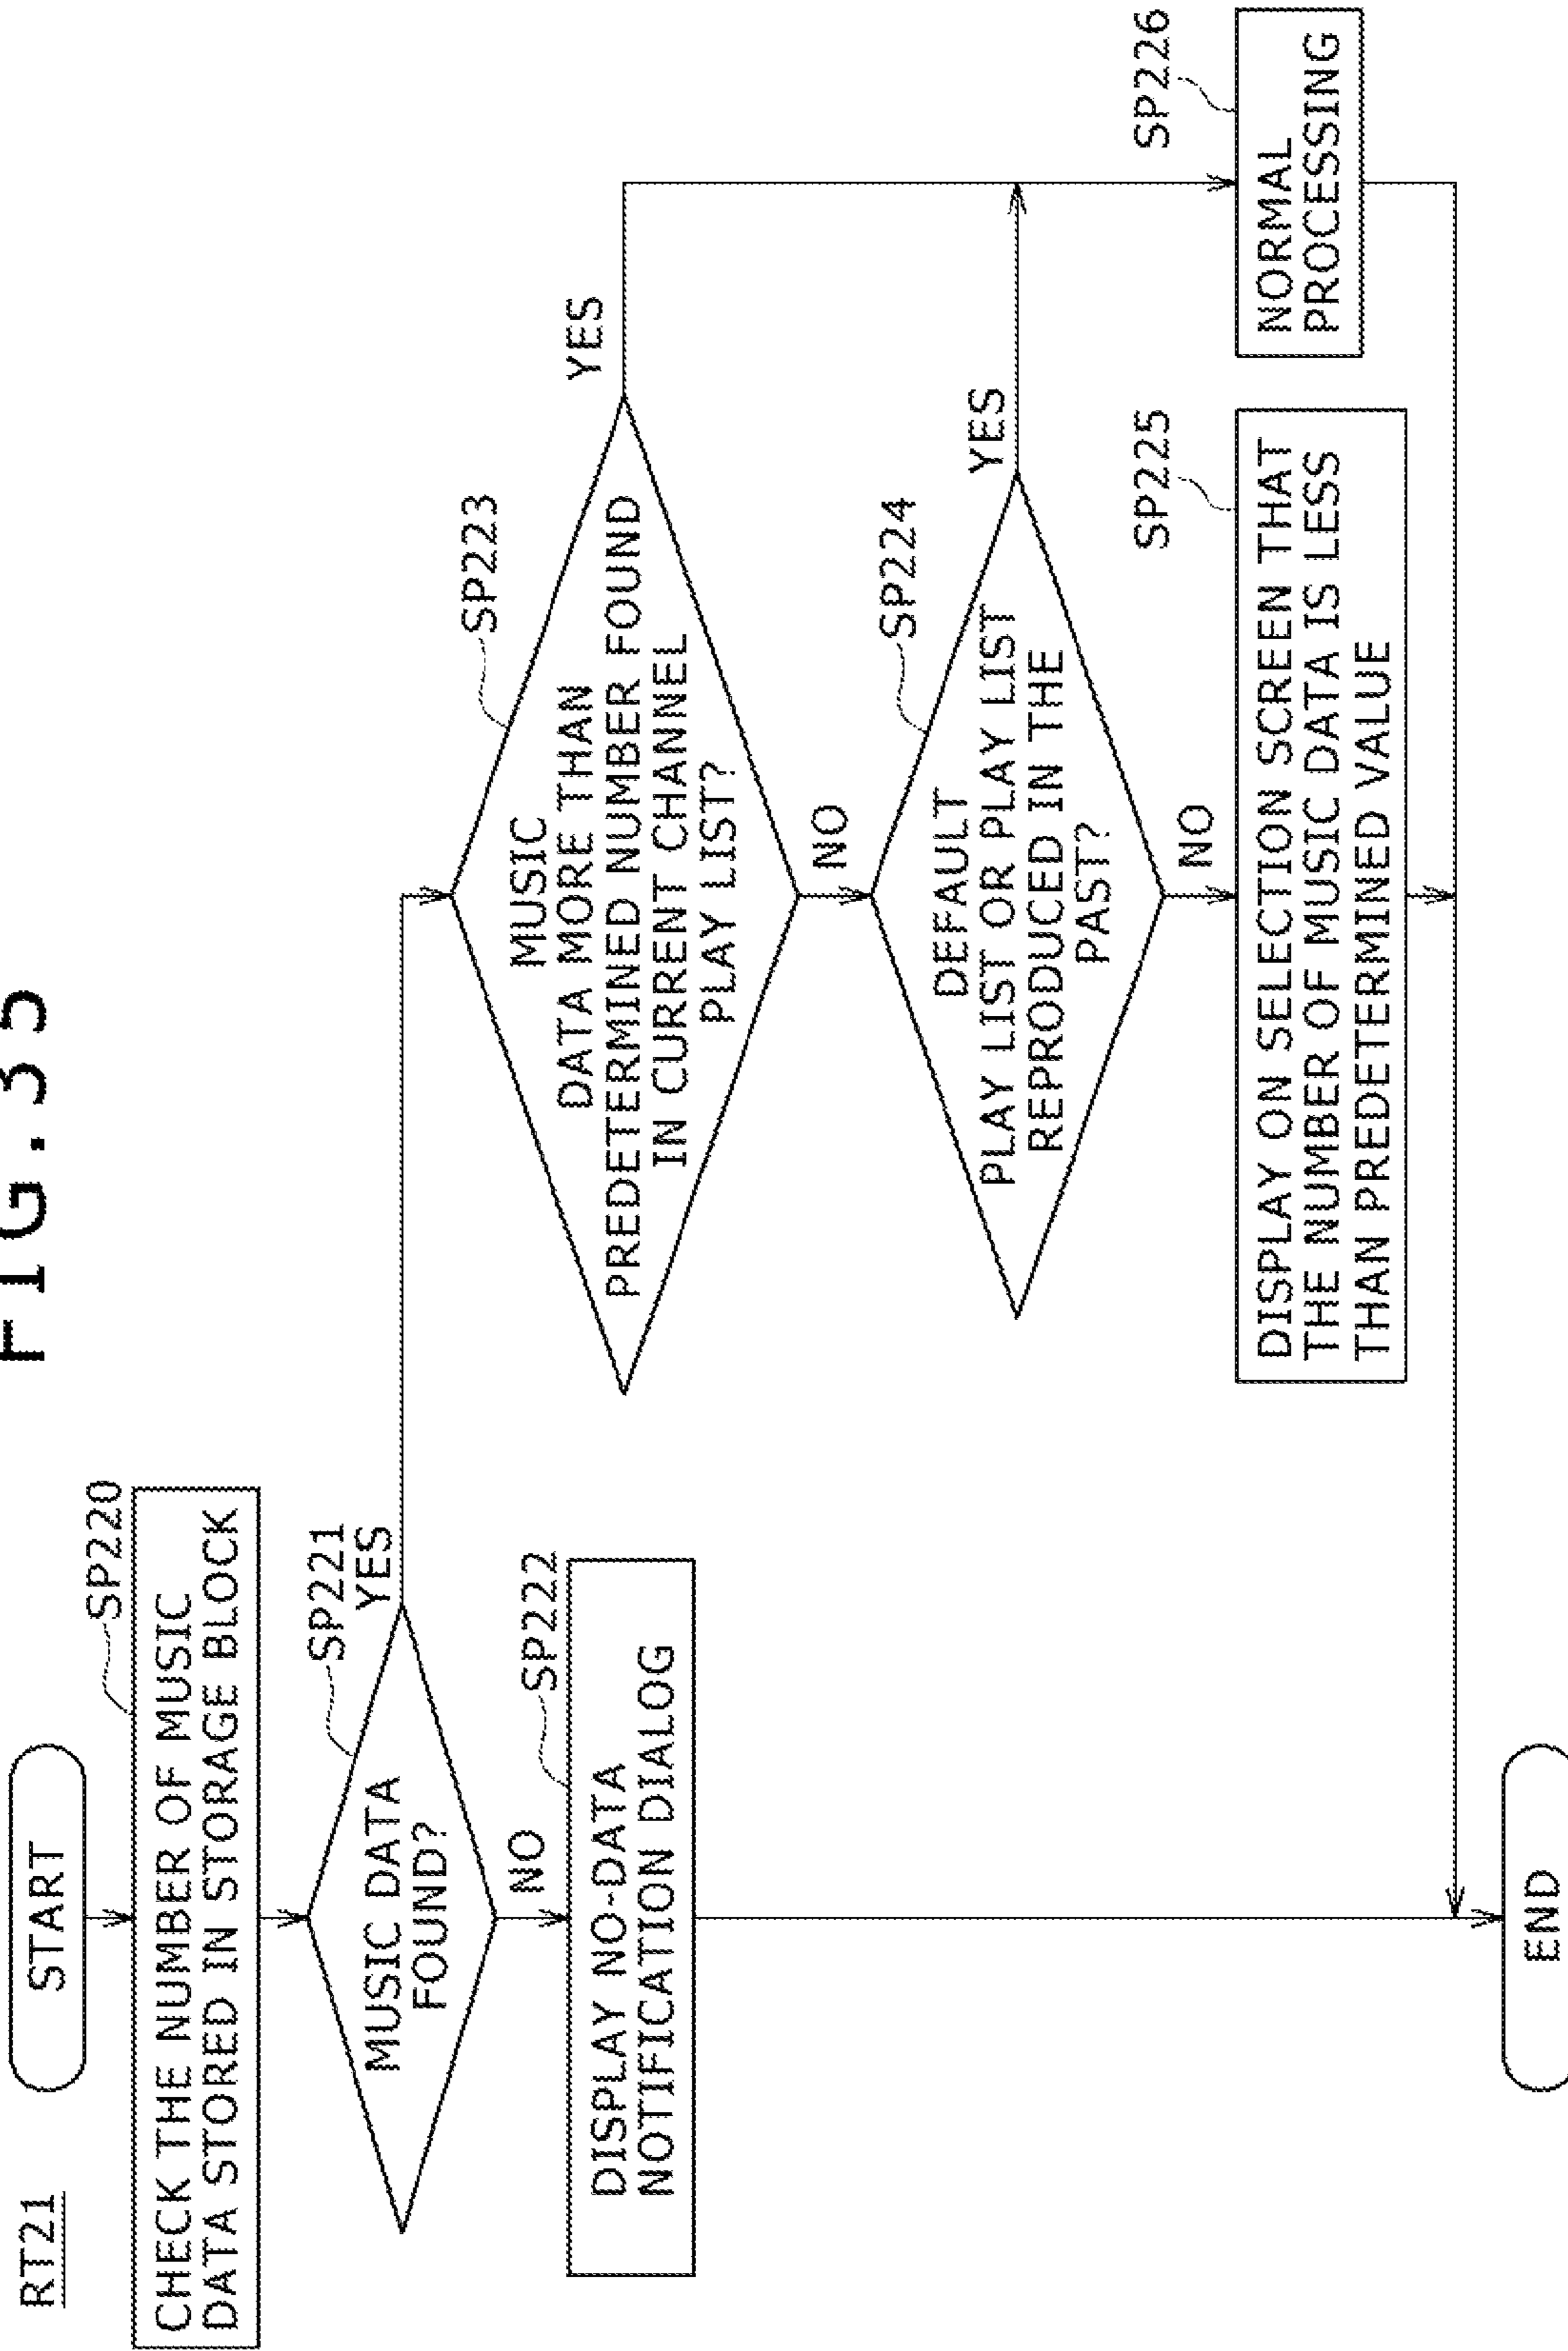 FIG.35
RT21
START
SP220
CHECK THE NUMBER OF MUSIC
DATA STORED IN STORAGE BLOCK
SP221
YES
MUSIC DATA
FOUND?
NO
SP222
DISPLAY NO-DATA
NOTIFICATION DIALOG
SP223
MUSIC
DATA MORE THAN
PREDETERMINED NUMBER FOUND
IN CURRENT CHANNEL
PLAY LIST?
YES
NO
SP224
DEFAULT
PLAY LIST OR PLAY LIST
REPRODUCED IN THE
PAST?
YES
NO
SP225
DISPLAY ON SELECTION SCREEN THAT
THE NUMBER OF MUSIC DATA IS LESS
THAN PREDETERMINED VALUE
SP226
NORMAL
PROCESSING
END